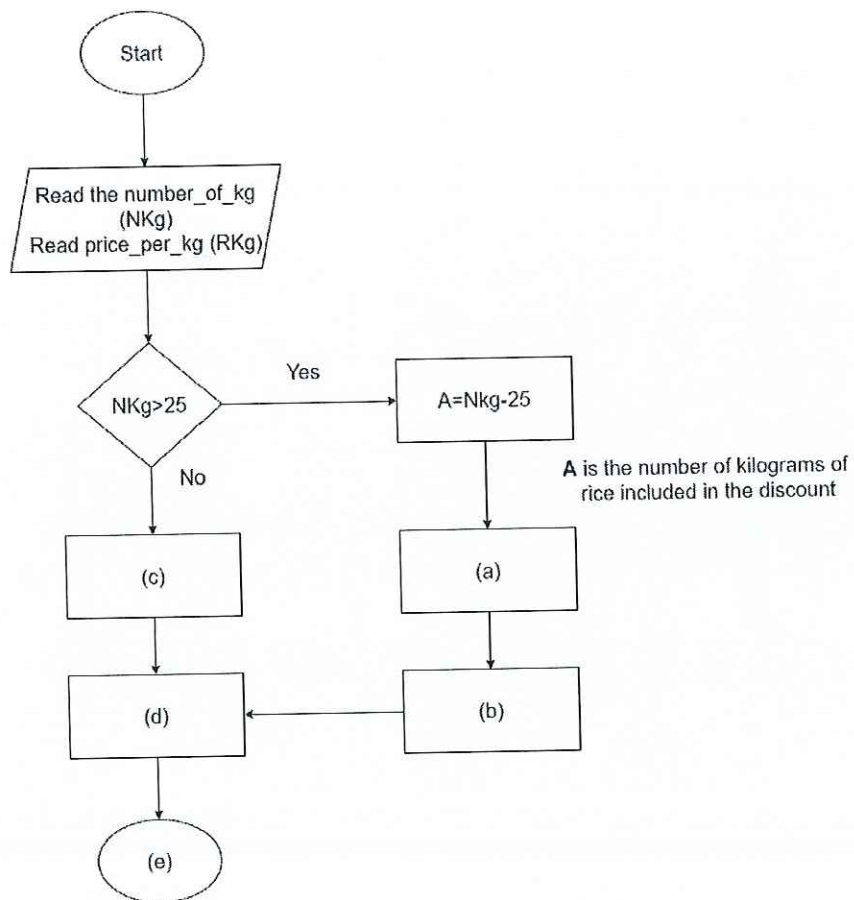 Start
Read the number_of_kg
(NKg)
Read price_per_kg (RKg)
NKg>25
Yes
A=Nkg-25
No
A is the number of kilograms of
rice included in the discount
(c)
(a)
(d)
(b)
(e)